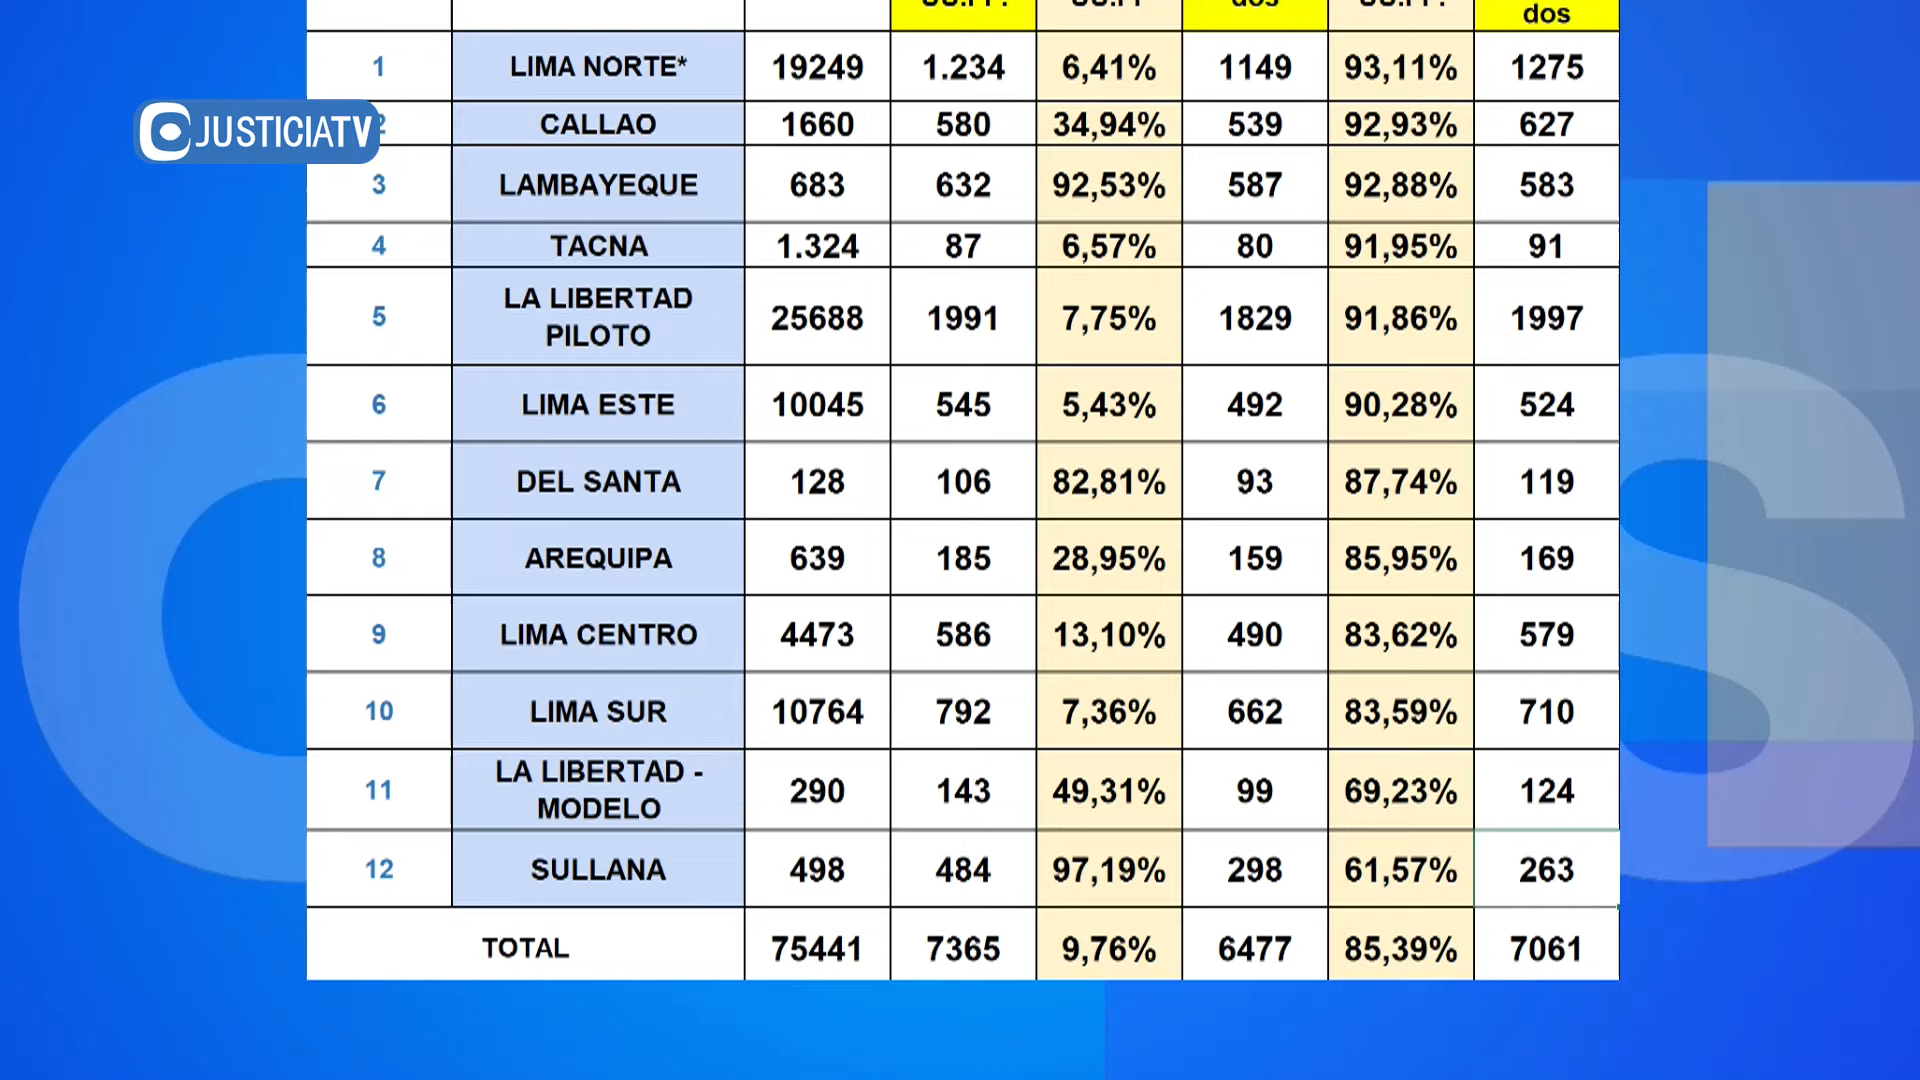 dos
1 LIMA NORTE* 19249 1.234 6,41% 1149 93,11% 1275
JUSTICIATV
2 CALLAO 1660 580 34,94% 539 92,93% 627
3 LAMBAYEQUE 683 632 92,53% 587 92,88% 583
4 TACNA 1.324 87 6,57% 80 91,95% 91
5 LA LIBERTAD PILOTO 25688 1991 7,75% 1829 91,86% 1997
6 LIMA ESTE 10045 545 5,43% 492 90,28% 524
7 DEL SANTA 128 106 82,81% 93 87,74% 119
8 AREQUIPA 639 185 28,95% 159 85,95% 169
9 LIMA CENTRO 4473 586 13,10% 490 83,62% 579
10 LIMA SUR 10764 792 7,36% 662 83,59% 710
11 LA LIBERTAD - MODELO 290 143 49,31% 99 69,23% 124
12 SULLANA 498 484 97,19% 298 61,57% 263
TOTAL 75441 7365 9,76% 6477 85,39% 7061